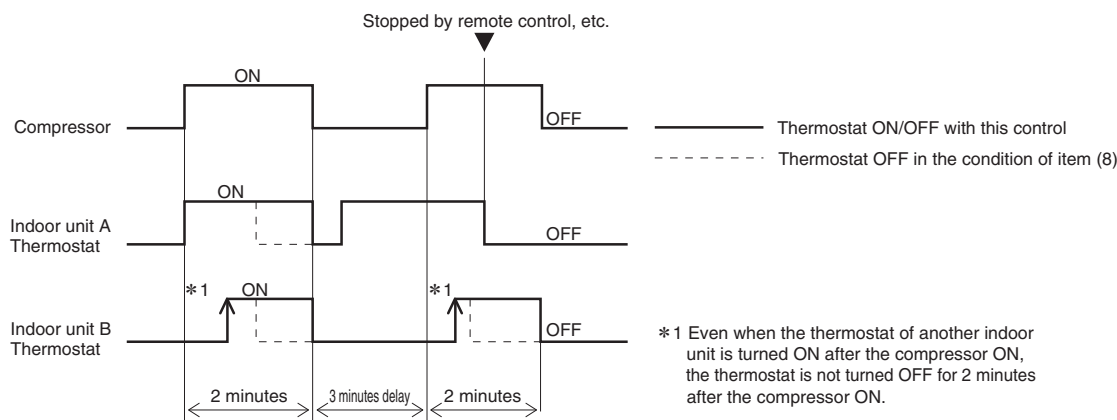 Stopped by remote control, etc.
ON
Compressor
OFF
Thermostat ON/OFF with this control
Thermostat OFF in the condition of item (8)
ON
Indoor unit A
Thermostat
OFF
*1
ON
*1
Indoor unit B
Thermostat
OFF
*1 Even when the thermostat of another indoor
unit is turned ON after the compressor ON,
the thermostat is not turned OFF for 2 minutes
after the compressor ON.
2 minutes
3 minutes delay
2 minutes